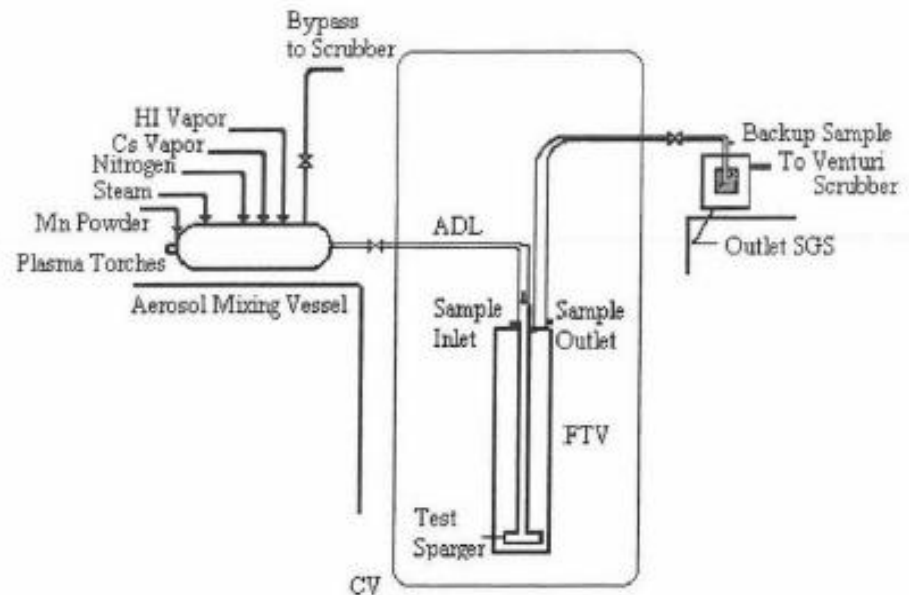 Bypass
to Scrubber
HI Vapor
Cs Vapor
Nitrogen
Steam
Mn Powder
Plasma Torches
Aerosol Mixing Vessel
ADL
Backup Sample
To Venturi
Scrubber
Outlet SGS
Sample
Inlet
Sample
Outlet
FTV
Test
Sparger
CV